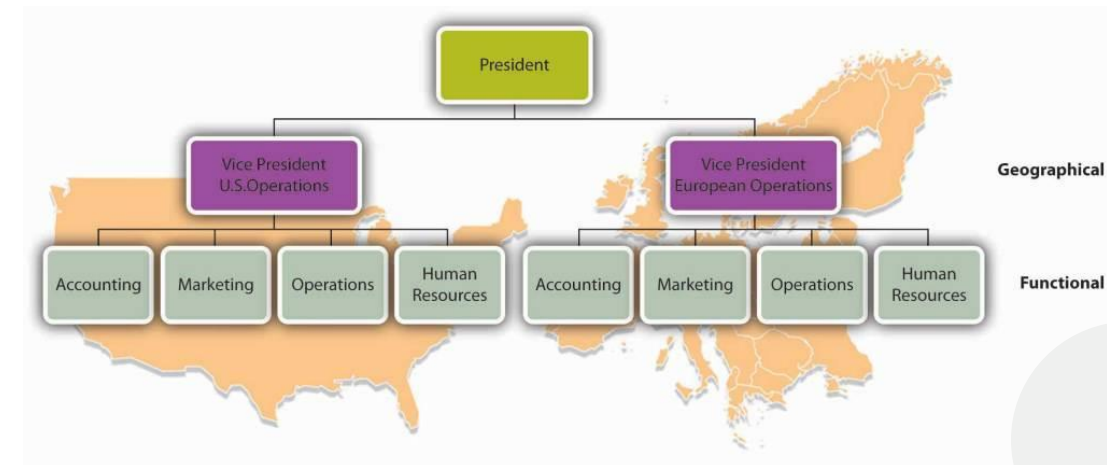 President
Vice President
U.S.Operations
Vice President
European Operations
Geographical
Accounting
Marketing
Operations
Human
Resources
Accounting
Marketing
Operations
Human
Resources
Functional